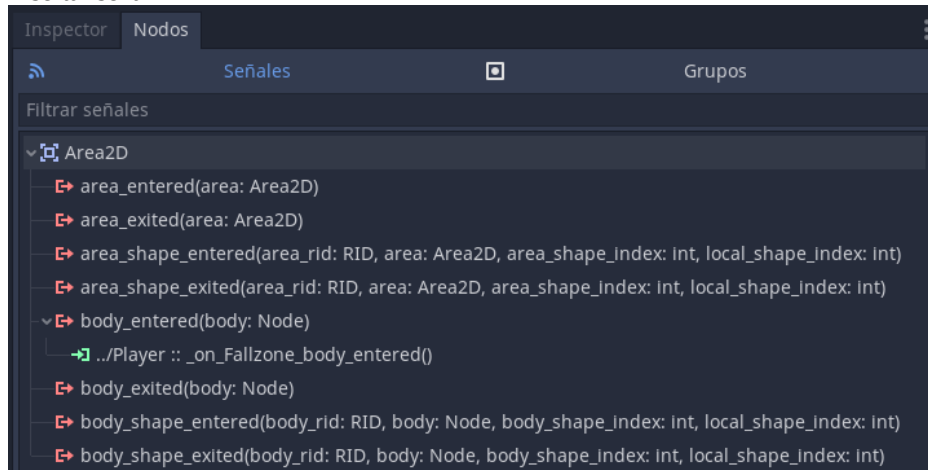 Inspector Nodos
Señales Grupos
Filtrar señales
Area2D
area_entered(area: Area2D)
area_exited(area: Area2D)
area_shape_entered(area_rid: RID, area: Area2D, area_shape_index: int, local_shape_index: int)
area_shape_exited(area_rid: RID, area: Area2D, area_shape_index: int, local_shape_index: int)
body_entered(body: Node)
../Player :: _on_Fallzone_body_entered()
body_exited(body: Node)
body_shape_entered(body_rid: RID, body: Node, body_shape_index: int, local_shape_index: int)
body_shape_exited(body_rid: RID, body: Node, body_shape_index: int, local_shape_index: int)